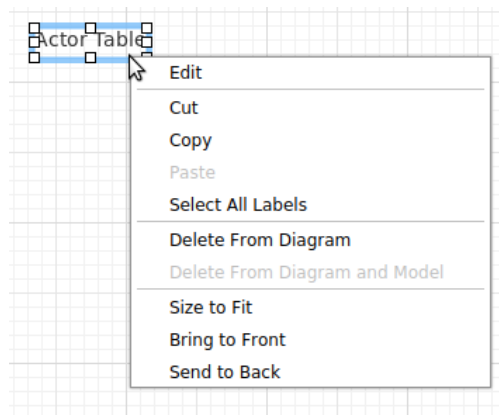 Actor Table
Edit
Cut
Copy
Paste
Select All Labels
Delete From Diagram
Delete From Diagram and Model
Size to Fit
Bring to Front
Send to Back